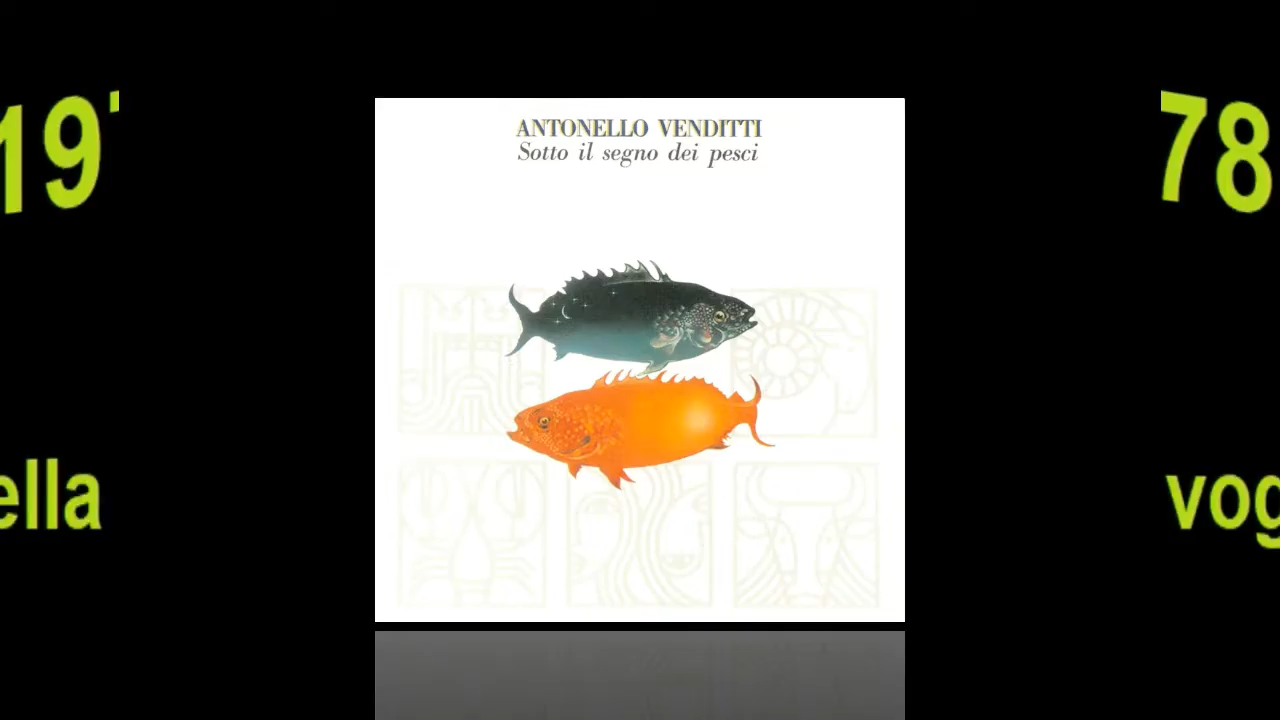 ANTONELLO VENDITTI
Sotto il segno dei pesci
19
78
ella
vog